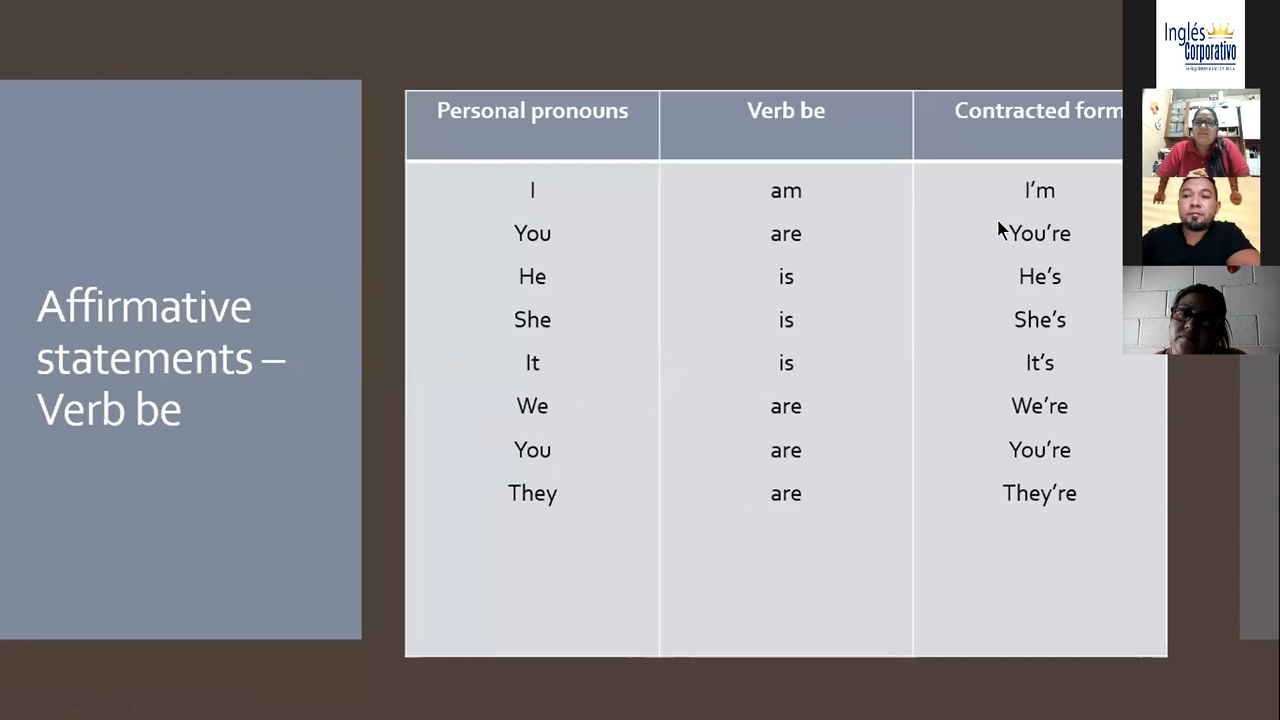 Affirmative
statements –
Verb be
Personal pronouns Verb be Contracted form
I am I'm
You are You're
He is He's
She is She's
It is It's
We are We're
You are You're
They are They're
Inglés
Corporativo